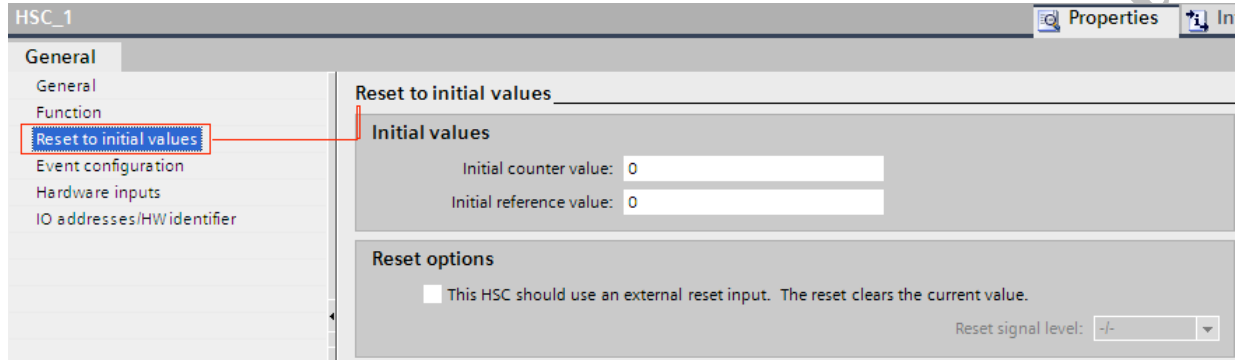 HSC_1
Properties
In
General
General
Function
Reset to initial values
Event configuration
Hardware inputs
IO addresses/HW identifier
Reset to initial values
Initial values
Initial counter value: 0
Initial reference value: 0
Reset options
This HSC should use an external reset input. The reset clears the current value.
Reset signal level: -/-